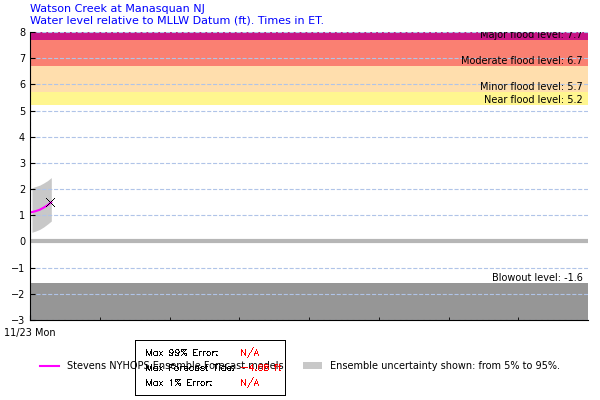 Watson Creek at Manasquan NJ
Water level relative to MLLW Datum (ft). Times in ET.
8
Major flood level: 7.7
7
Moderate flood level: 6.7
6
Minor flood level: 5.7
Near flood level: 5.2
5
4
3
2
1
0
−1
Blowout level: -1.6
−2
−3
11/23 Mon
Max 99% Error: N/A
Stevens NYHOPS Ensemble Forecast models
Max Forecast Tide:
Ensemble uncertainty shown: from 5% to 95%.
Max 1% Error: N/A